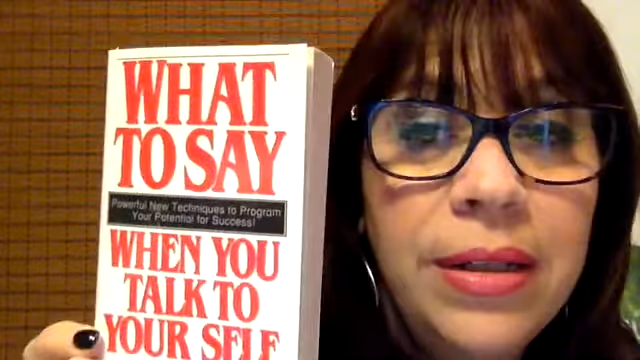 WHAT
TO SAY
Powerful New Techniques to Program
Your Potential for Success!
WHEN YOU
TALK TO
YOUR SELF